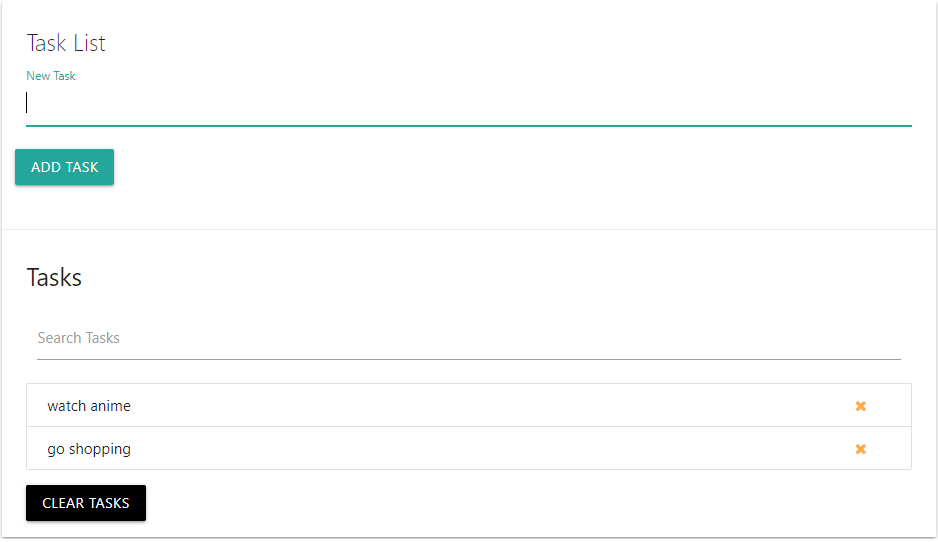 Task List
New Task
ADD TASK
Tasks
Search Tasks
watch anime
go shopping
CLEAR TASKS